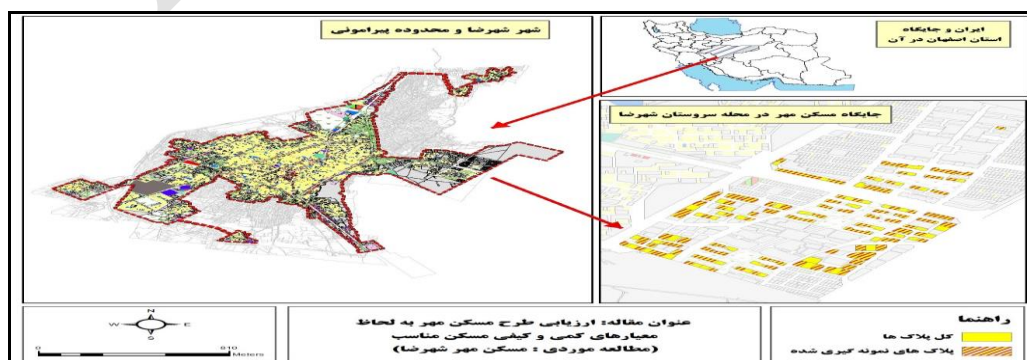 ایران و جایگاه
استان اصفهان در آن
شهر شهرضا و محدوده پیرامونی
جایگاه مسکن مهر در محله سروستان شهرضا
راهنما
کل پلاک ها
پلاک های نمونه گیری شده
عنوان مقاله: ارزیابی طرح مسکن مهر به لحاظ
معیارهای کمی و کیفی مسکن مناسب
(مطالعه موردی : مسکن مهر شهرضا)
N
W E
S
0 810
Meters